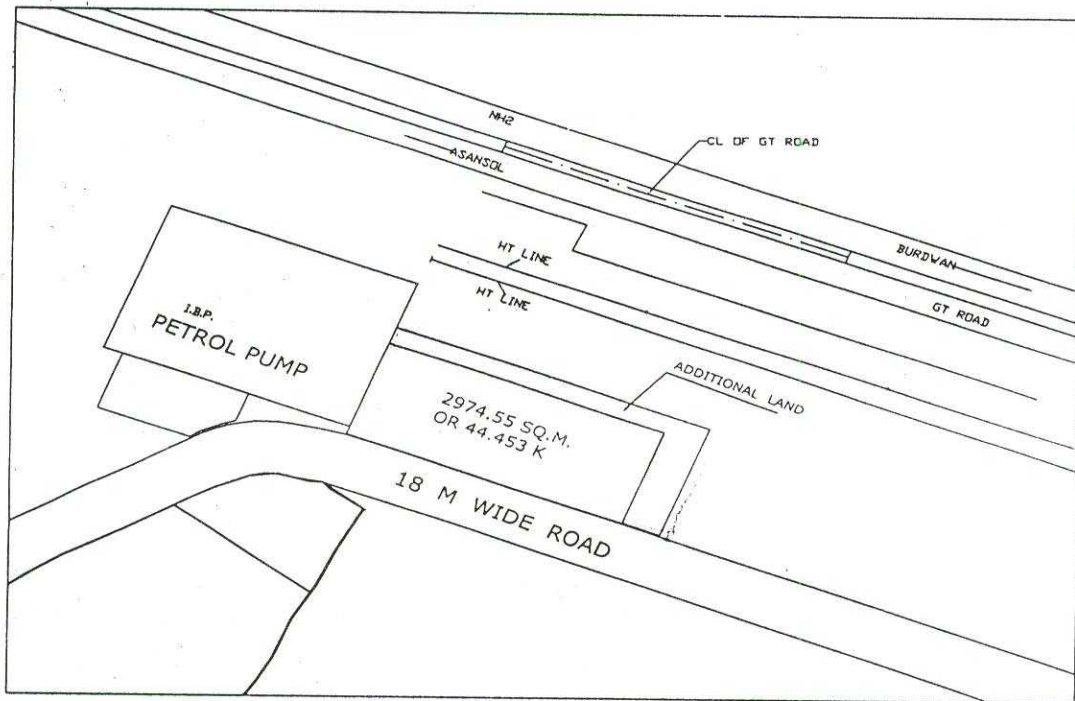 NH2
CL OF GT ROAD
ASANSOL
BURDWAN
HT LINE
HT LINE
GT ROAD
I.B.P.
PETROL PUMP
ADDITIONAL LAND
2974.55 SQ.M.
OR 44.453 K
18 M WIDE ROAD